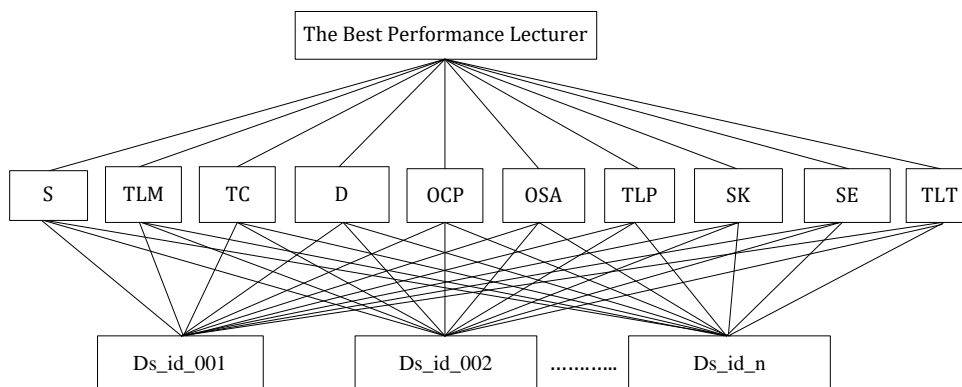 The Best Performance Lecturer
S TLM TC D OCP OSA TLP SK SE TLT
Ds_id_001 Ds_id_002 ........... Ds_id_n